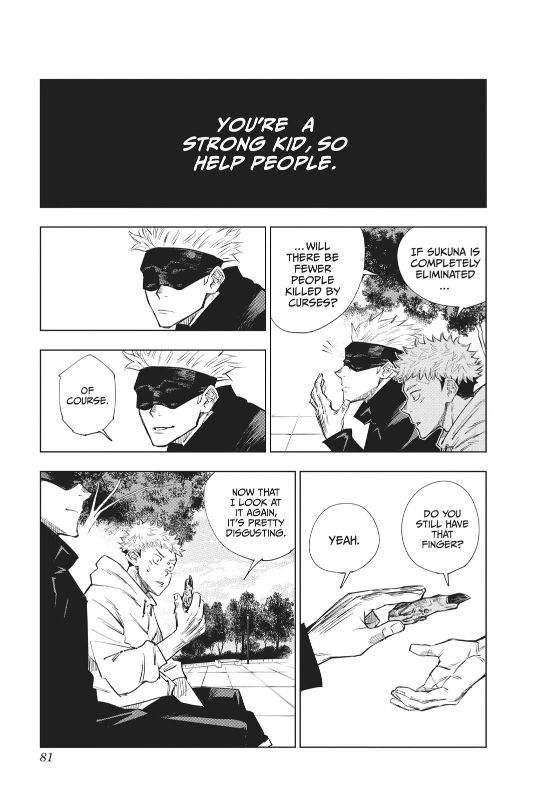 YOU'RE A
STRONG KID, SO
HELP PEOPLE.
IF SUKUNA IS
COMPLETELY
ELIMINATED
...
...WILL
THERE BE
FEWER
PEOPLE
KILLED BY
CURSES?
OF
COURSE.
DO YOU
STILL HAVE
THAT
FINGER?
YEAH.
NOW THAT
I LOOK AT
IT AGAIN,
IT'S PRETTY
DISGUSTING.
81